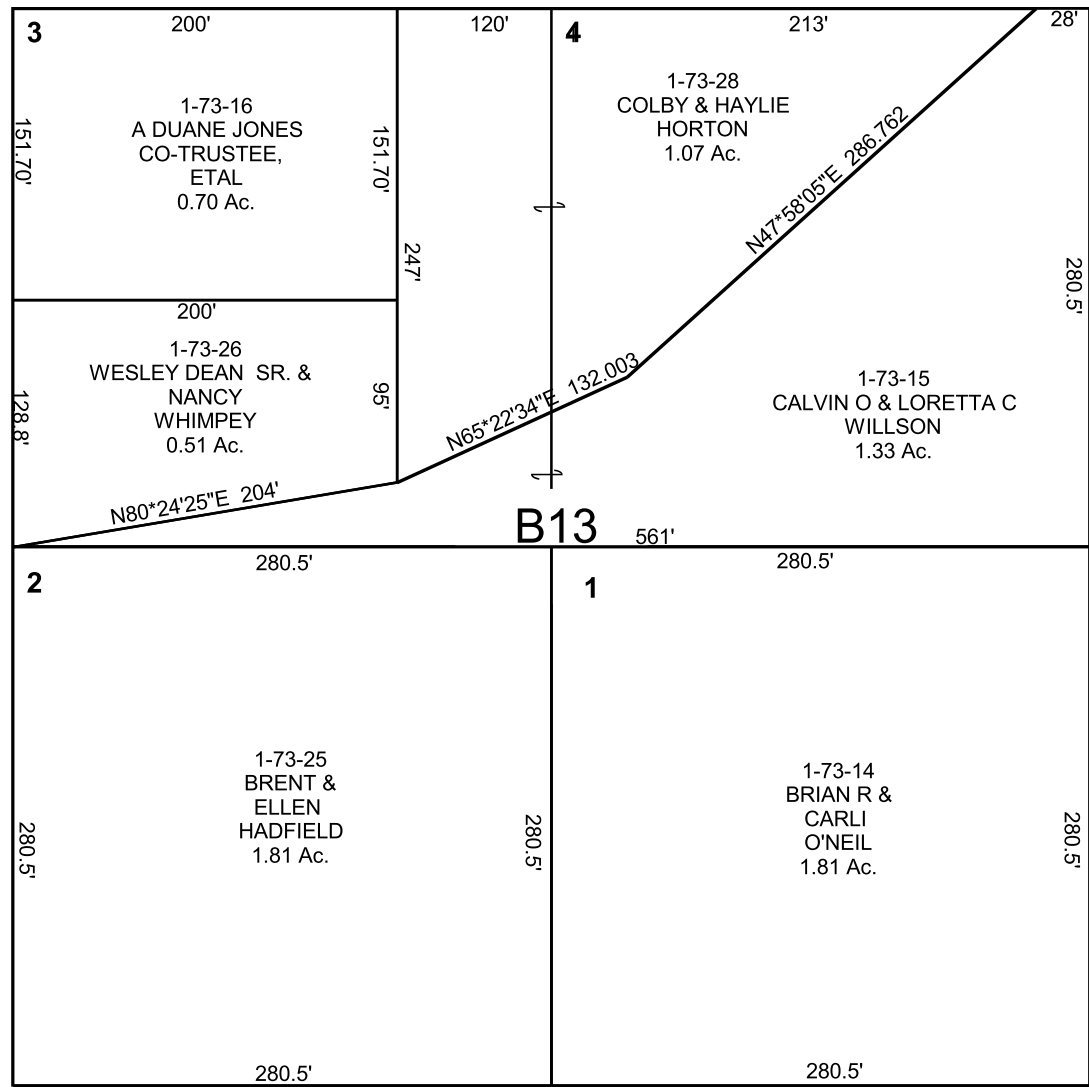 3
200'
120'
4
213'
28'
1-73-16
A DUANE JONES
CO-TRUSTEE,
ETAL
0.70 Ac.
151.70'
151.70'
1-73-28
COLBY & HAYLIE
HORTON
1.07 Ac.
N47*58'05"E 286.762
247'
280.5'
200'
1-73-26
WESLEY DEAN SR. &
NANCY
WHIMPEY
0.51 Ac.
128.8'
95'
N65*22'34"E 132.003
1-73-15
CALVIN O & LORETTA C
WILLSON
1.33 Ac.
N80*24'25"E 204'
B13
561'
2
280.5'
1
280.5'
1-73-25
BRENT &
ELLEN
HADFIELD
1.81 Ac.
280.5'
280.5'
1-73-14
BRIAN R &
CARLI
O'NEIL
1.81 Ac.
280.5'
280.5'
280.5'